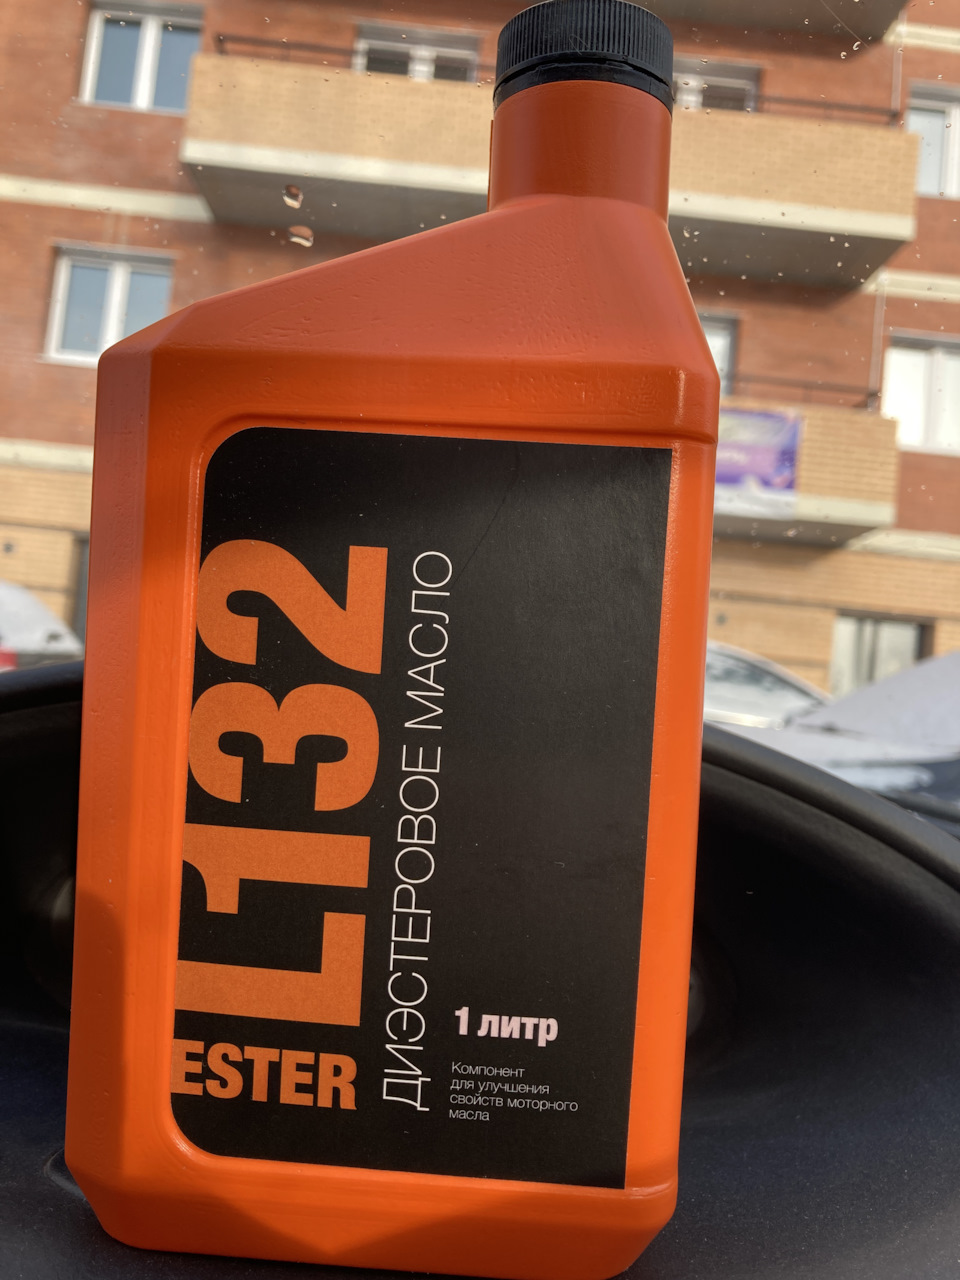 L132
ESTER
ДИЭСТЕРОВОЕ МАСЛО
1 литр
Компонент
для улучшения
свойств моторного
масла